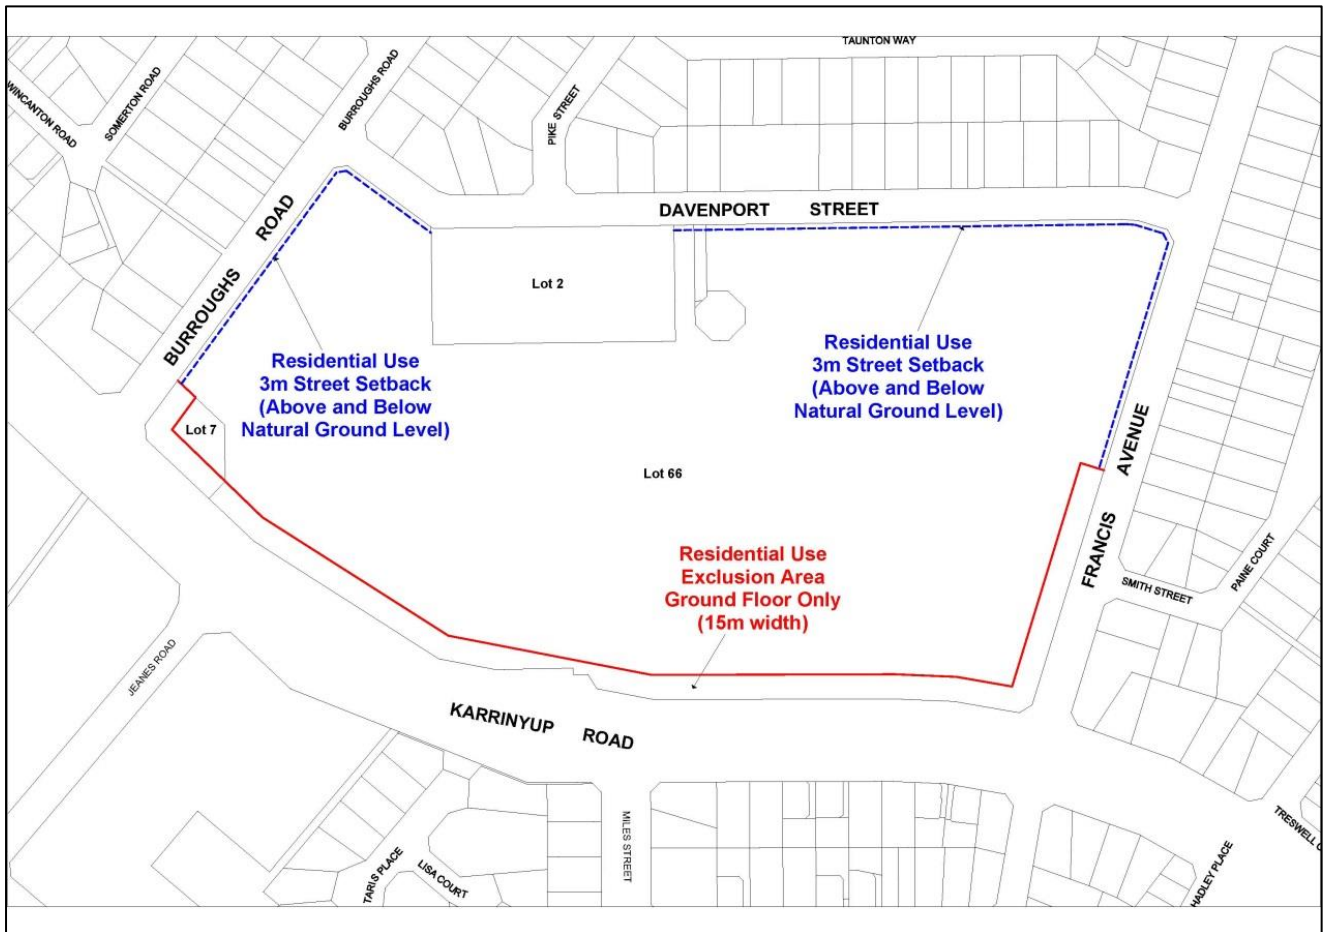 TAUNTON WAY
WINCANTON ROAD
SOMERTON ROAD
BURROUGHS ROAD
PIKE STREET
DAVENPORT STREET
BURROUGHS ROAD
Lot 2
Residential Use
3m Street Setback
(Above and Below
Natural Ground Level)
Residential Use
3m Street Setback
(Above and Below
Natural Ground Level)
Lot 7
Lot 66
FRANCIS AVENUE
Residential Use
Exclusion Area
Ground Floor Only
(15m width)
SMITH STREET
PAINE COURT
JEANES ROAD
KARRINYUP ROAD
MILES STREET
TARIS PLACE
LISA COURT
HADLEY PLACE
TRESWELL